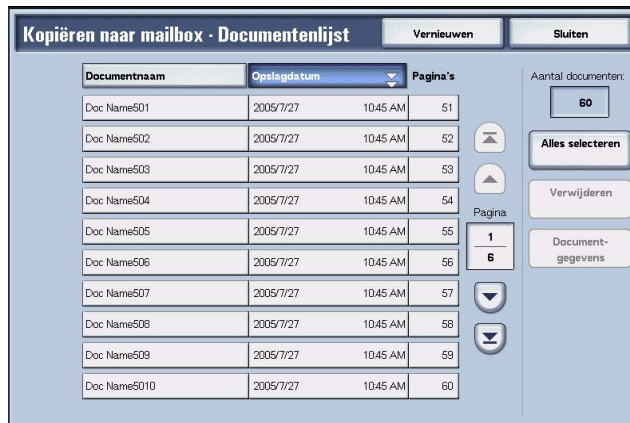 Kopiëren naar mailbox - Documentenlijst Vernieuwen Sluiten
Documentnaam Opslagdatum Pagina's Aantal documenten:
60
Doc Name501 2005/7/27 10:45 AM 51
Doc Name502 2005/7/27 10:45 AM 52 Alles selecteren
Doc Name503 2005/7/27 10:45 AM 53
Doc Name504 2005/7/27 10:45 AM 54 Verwijderen
Pagina
Doc Name505 2005/7/27 10:45 AM 55 1 Document-
Doc Name506 2005/7/27 10:45 AM 56 6 gegevens
Doc Name507 2005/7/27 10:45 AM 57
Doc Name508 2005/7/27 10:45 AM 58
Doc Name509 2005/7/27 10:45 AM 59
Doc Name5010 2005/7/27 10:45 AM 60